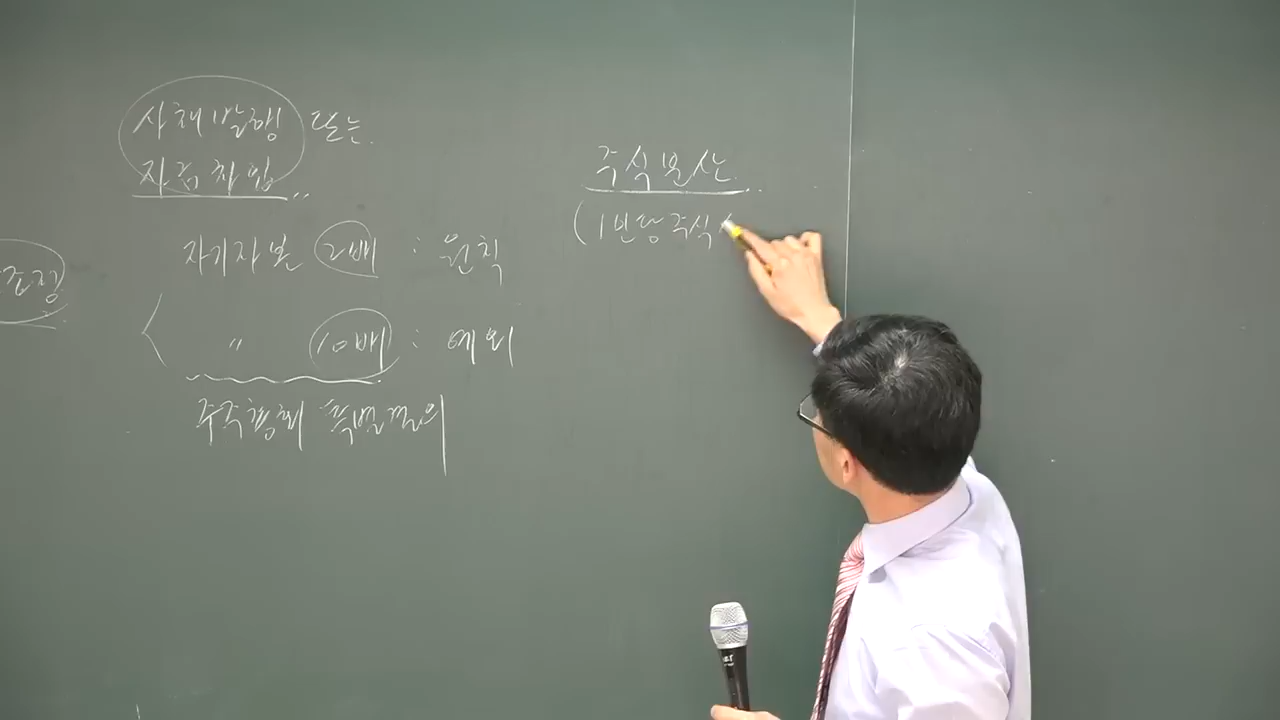 사채발행 또는
자금차입
조정
자기자본 2배 : 원칙
〃 10배 : 예외
주주총회 특별결의
주식분산
(1인당 주식